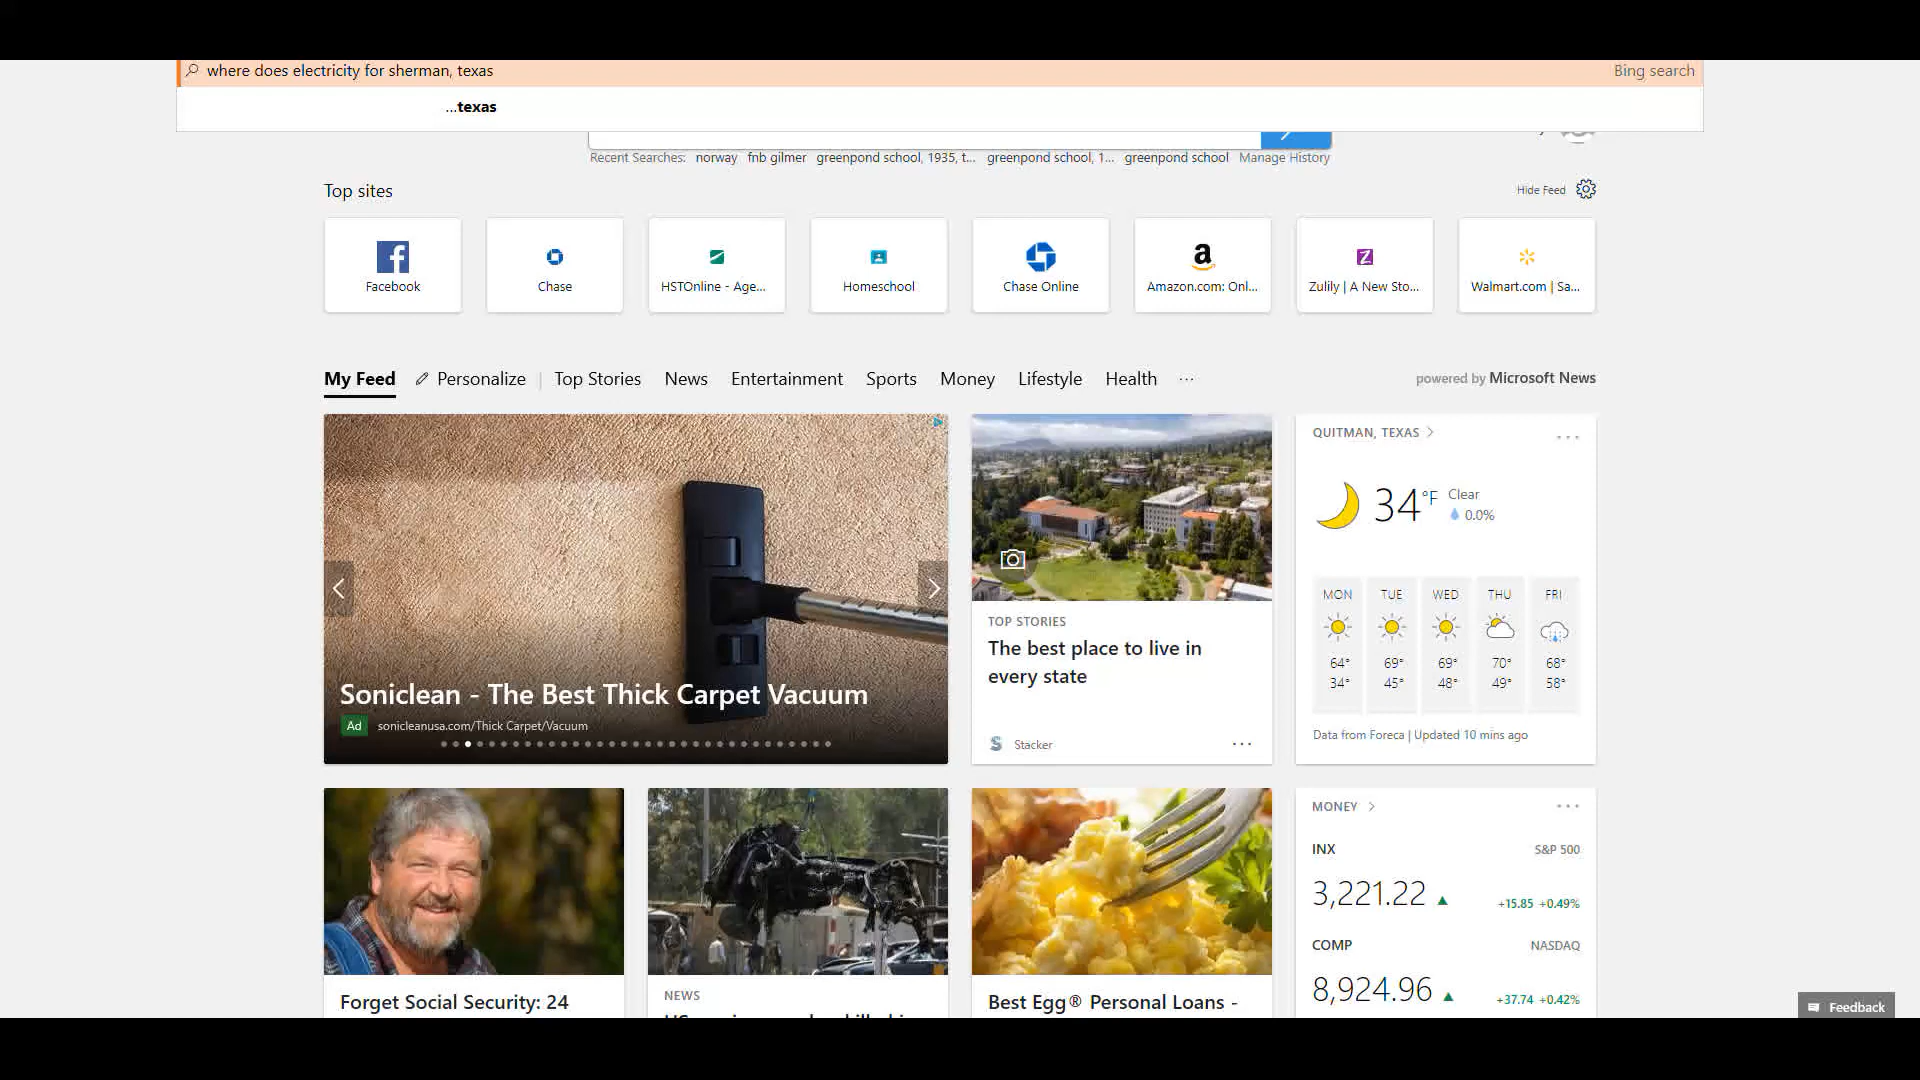 where does electricity for sherman, texas
Bing search
...texas
Recent Searches: norway fnb gilmer greenpond school, 1935, t... greenpond school, 1... greenpond school Manage History
Top sites
Hide Feed
Facebook
Chase
HSTOnline - Age...
Homeschool
Chase Online
Amazon.com: Onl...
Zulily | A New Sto...
Walmart.com | Sa...
My Feed Personalize | Top Stories News Entertainment Sports Money Lifestyle Health ...
powered by Microsoft News
Soniclean - The Best Thick Carpet Vacuum
Ad sonicleanusa.com/Thick Carpet/Vacuum
TOP STORIES
The best place to live in
every state
Stacker
QUITMAN, TEXAS
34 °F Clear
0.0%
MON TUE WED THU FRI
64° 69° 69° 70° 68°
34° 45° 48° 49° 58°
Data from Foreca | Updated 10 mins ago
Forget Social Security: 24
NEWS
Best Egg® Personal Loans -
MONEY
INX S&P 500
3,221.22 +15.85 +0.49%
COMP NASDAQ
8,924.96 +37.74 +0.42%
Feedback